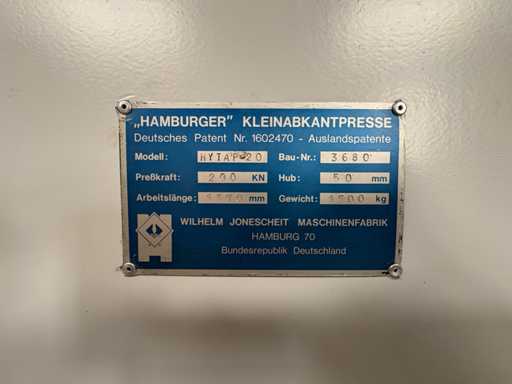 „HAMBURGER" KLEINABKANTPRESSE
Deutsches Patent Nr. 1602470 - Auslandspatente
Modell: HYTAP-20 Bau-Nr.: 3680
Preßkraft: 200 KN Hub: 50 mm
Arbeitslänge: mm Gewicht: kg
WILHELM JONESCHEIT MASCHINENFABRIK
HAMBURG 70
Bundesrepublik Deutschland